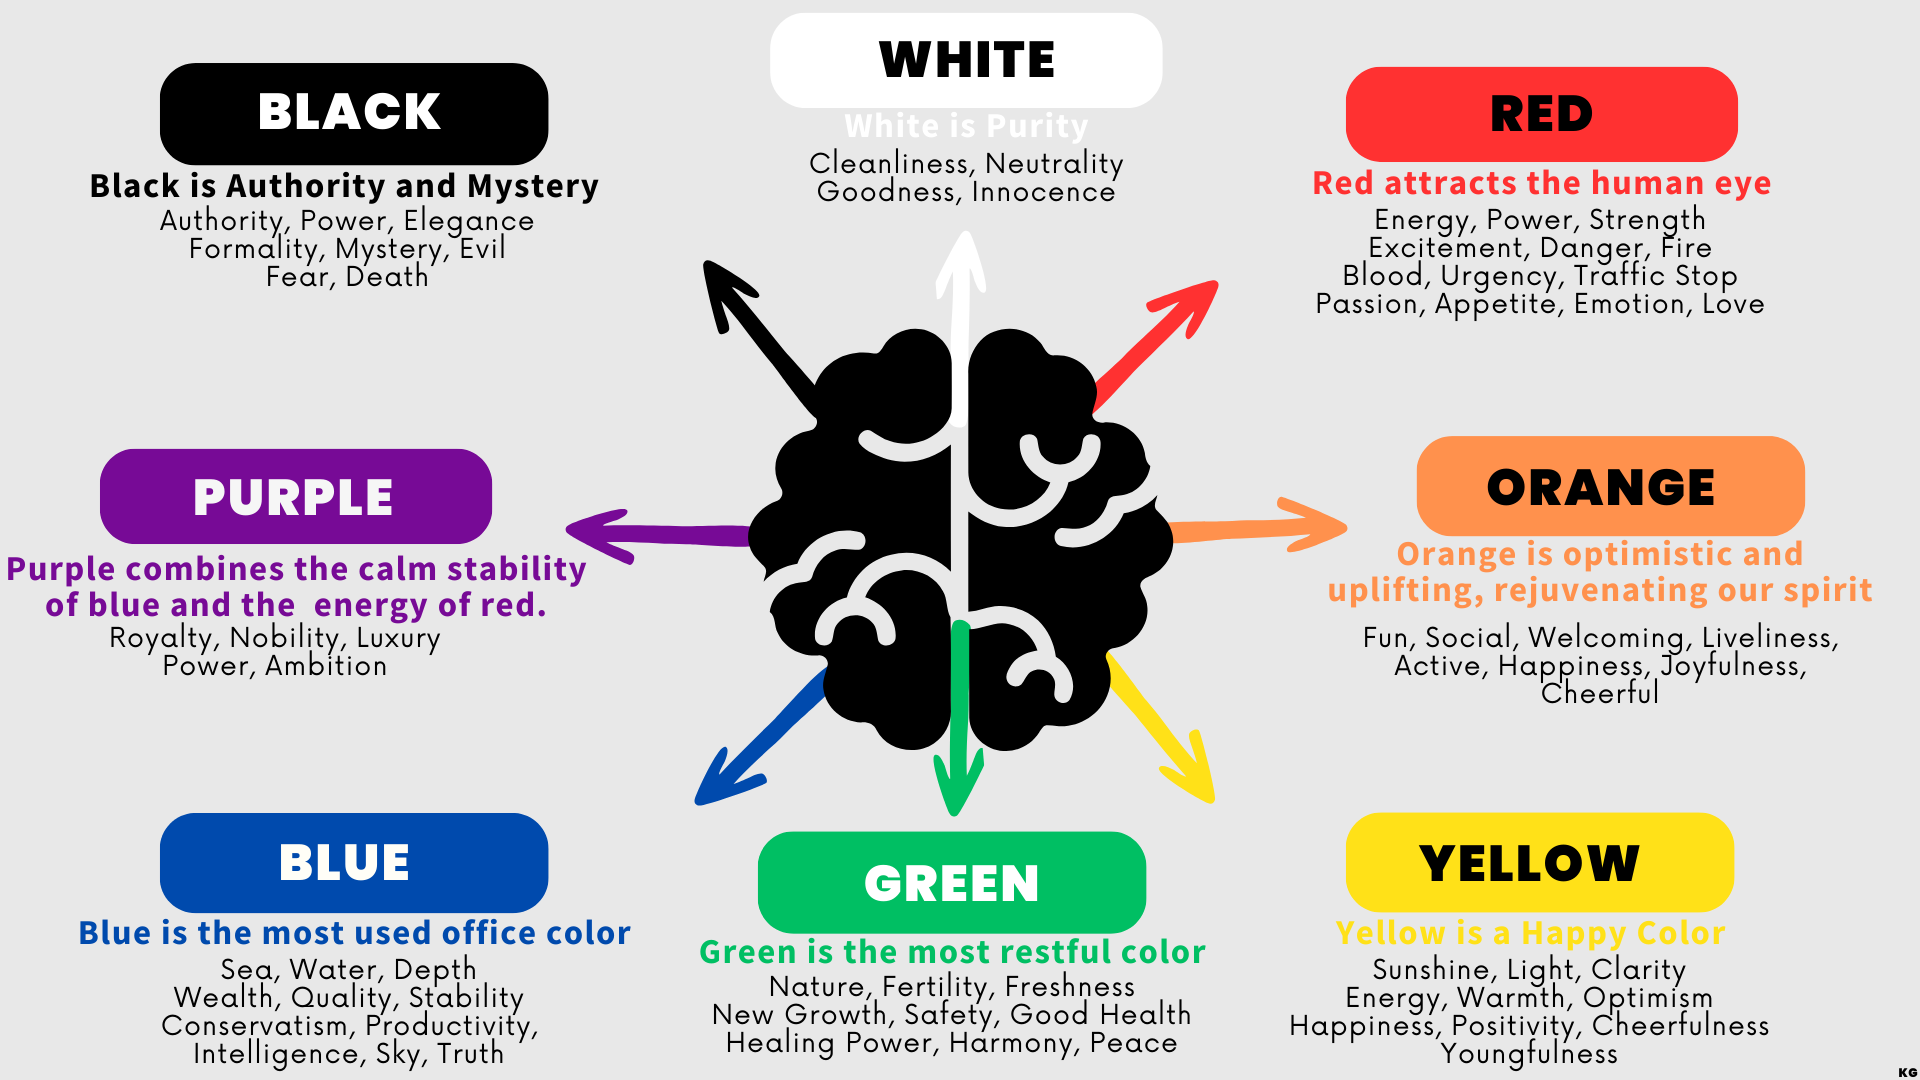 WHITE
White is Purity
Cleanliness, Neutrality
Goodness, Innocence
BLACK
Black is Authority and Mystery
Authority, Power, Elegance
Formality, Mystery, Evil
Fear, Death
RED
Red attracts the human eye
Energy, Power, Strength
Excitement, Danger, Fire
Blood, Urgency, Traffic Stop
Passion, Appetite, Emotion, Love
PURPLE
Purple combines the calm stability
of blue and the energy of red.
Royalty, Nobility, Luxury
Power, Ambition
ORANGE
Orange is optimistic and
uplifting, rejuvenating our spirit
Fun, Social, Welcoming, Liveliness,
Active, Happiness, Joyfulness,
Cheerful
BLUE
Blue is the most used office color
Sea, Water, Depth
Wealth, Quality, Stability
Conservatism, Productivity,
Intelligence, Sky, Truth
GREEN
Green is the most restful color
Nature, Fertility, Freshness
New Growth, Safety, Good Health
Healing Power, Harmony, Peace
YELLOW
Yellow is a Happy Color
Sunshine, Light, Clarity
Energy, Warmth, Optimism
Happiness, Positivity, Cheerfulness
Youngfulness
KG